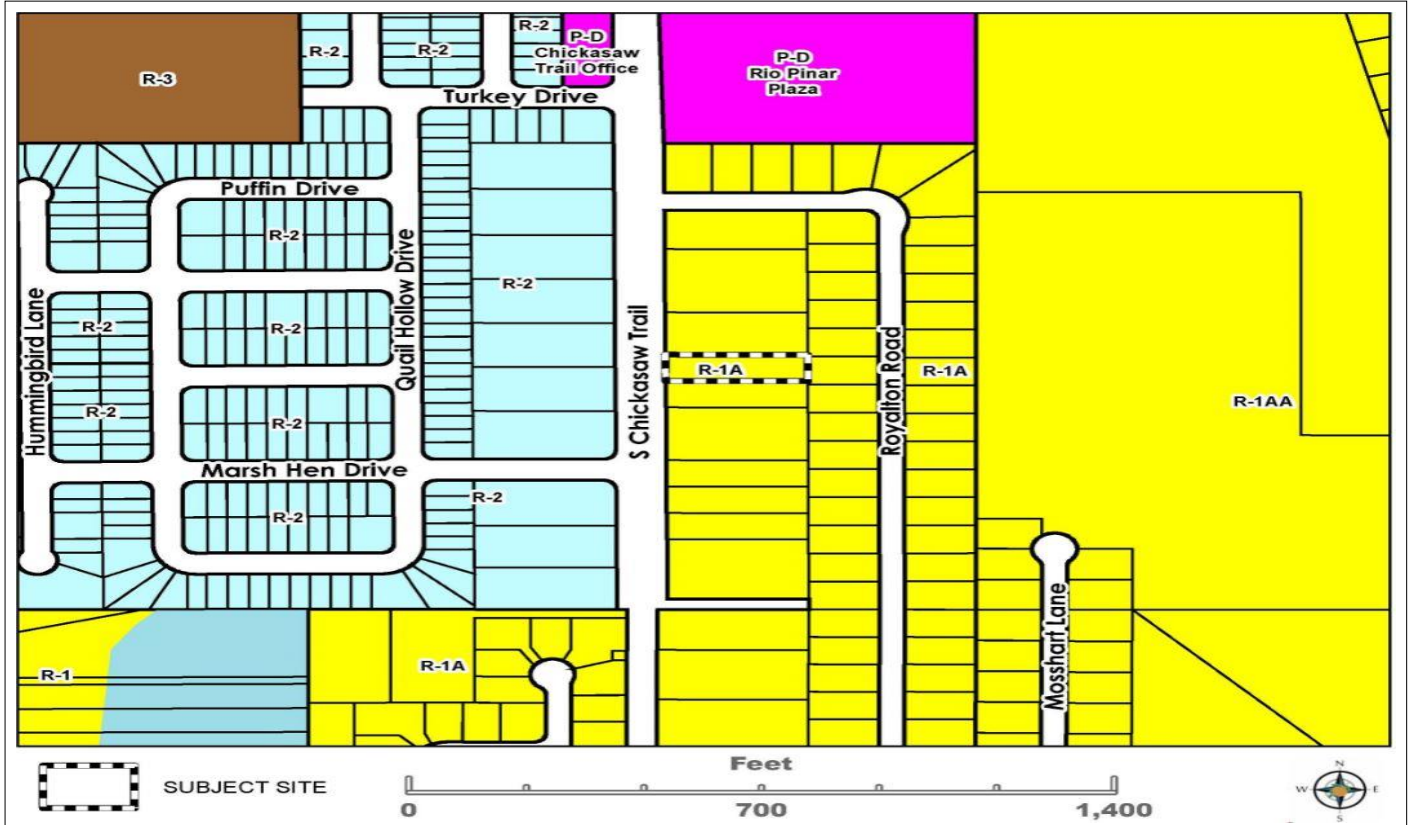 R-2
R-2
R-2
P-D
Chickasaw
Trail Office
P-D
Rio Pinar
Plaza
R-3
Turkey Drive
Puffin Drive
R-2
Quail Hollow Drive
R-2
S Chickasaw Trail
Hummingbird Lane
R-2
R-2
R-1A
Royalton Road
R-1A
R-1AA
R-2
R-2
Marsh Hen Drive
R-2
R-2
Mosshart Lane
R-1
R-1A
SUBJECT SITE
Feet
0 700 1,400
N
W E
S